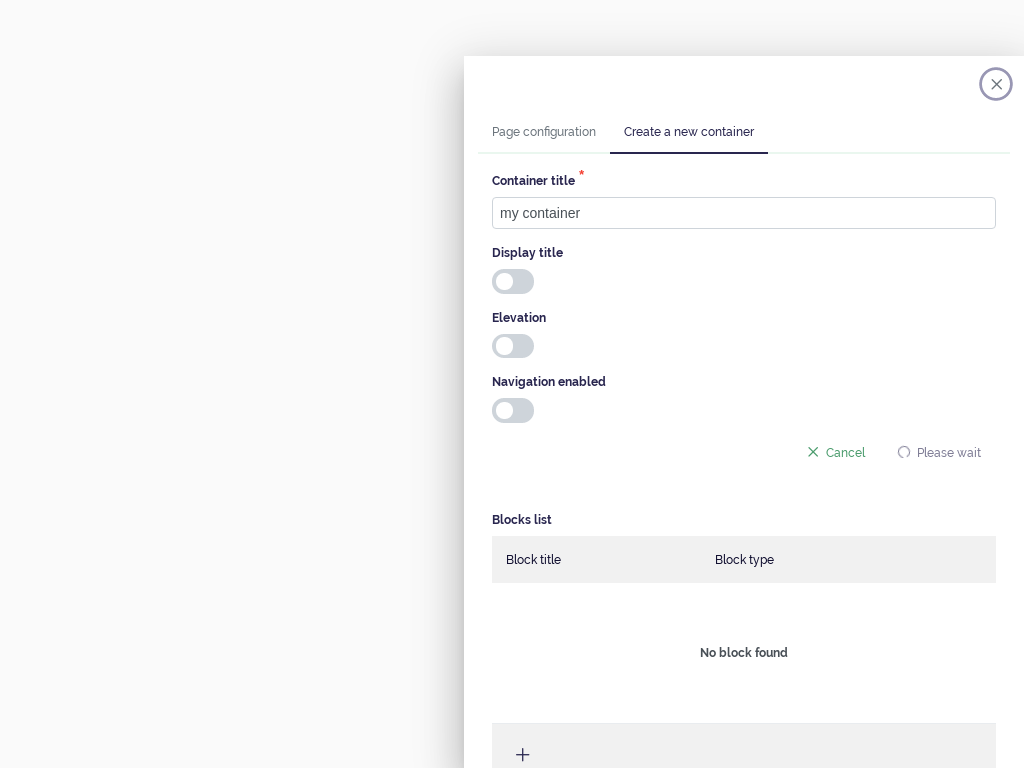 Page configuration
Create a new container
Container title *
my container
Display title
Elevation
Navigation enabled
Cancel
Please wait
Blocks list
Block title
Block type
No block found